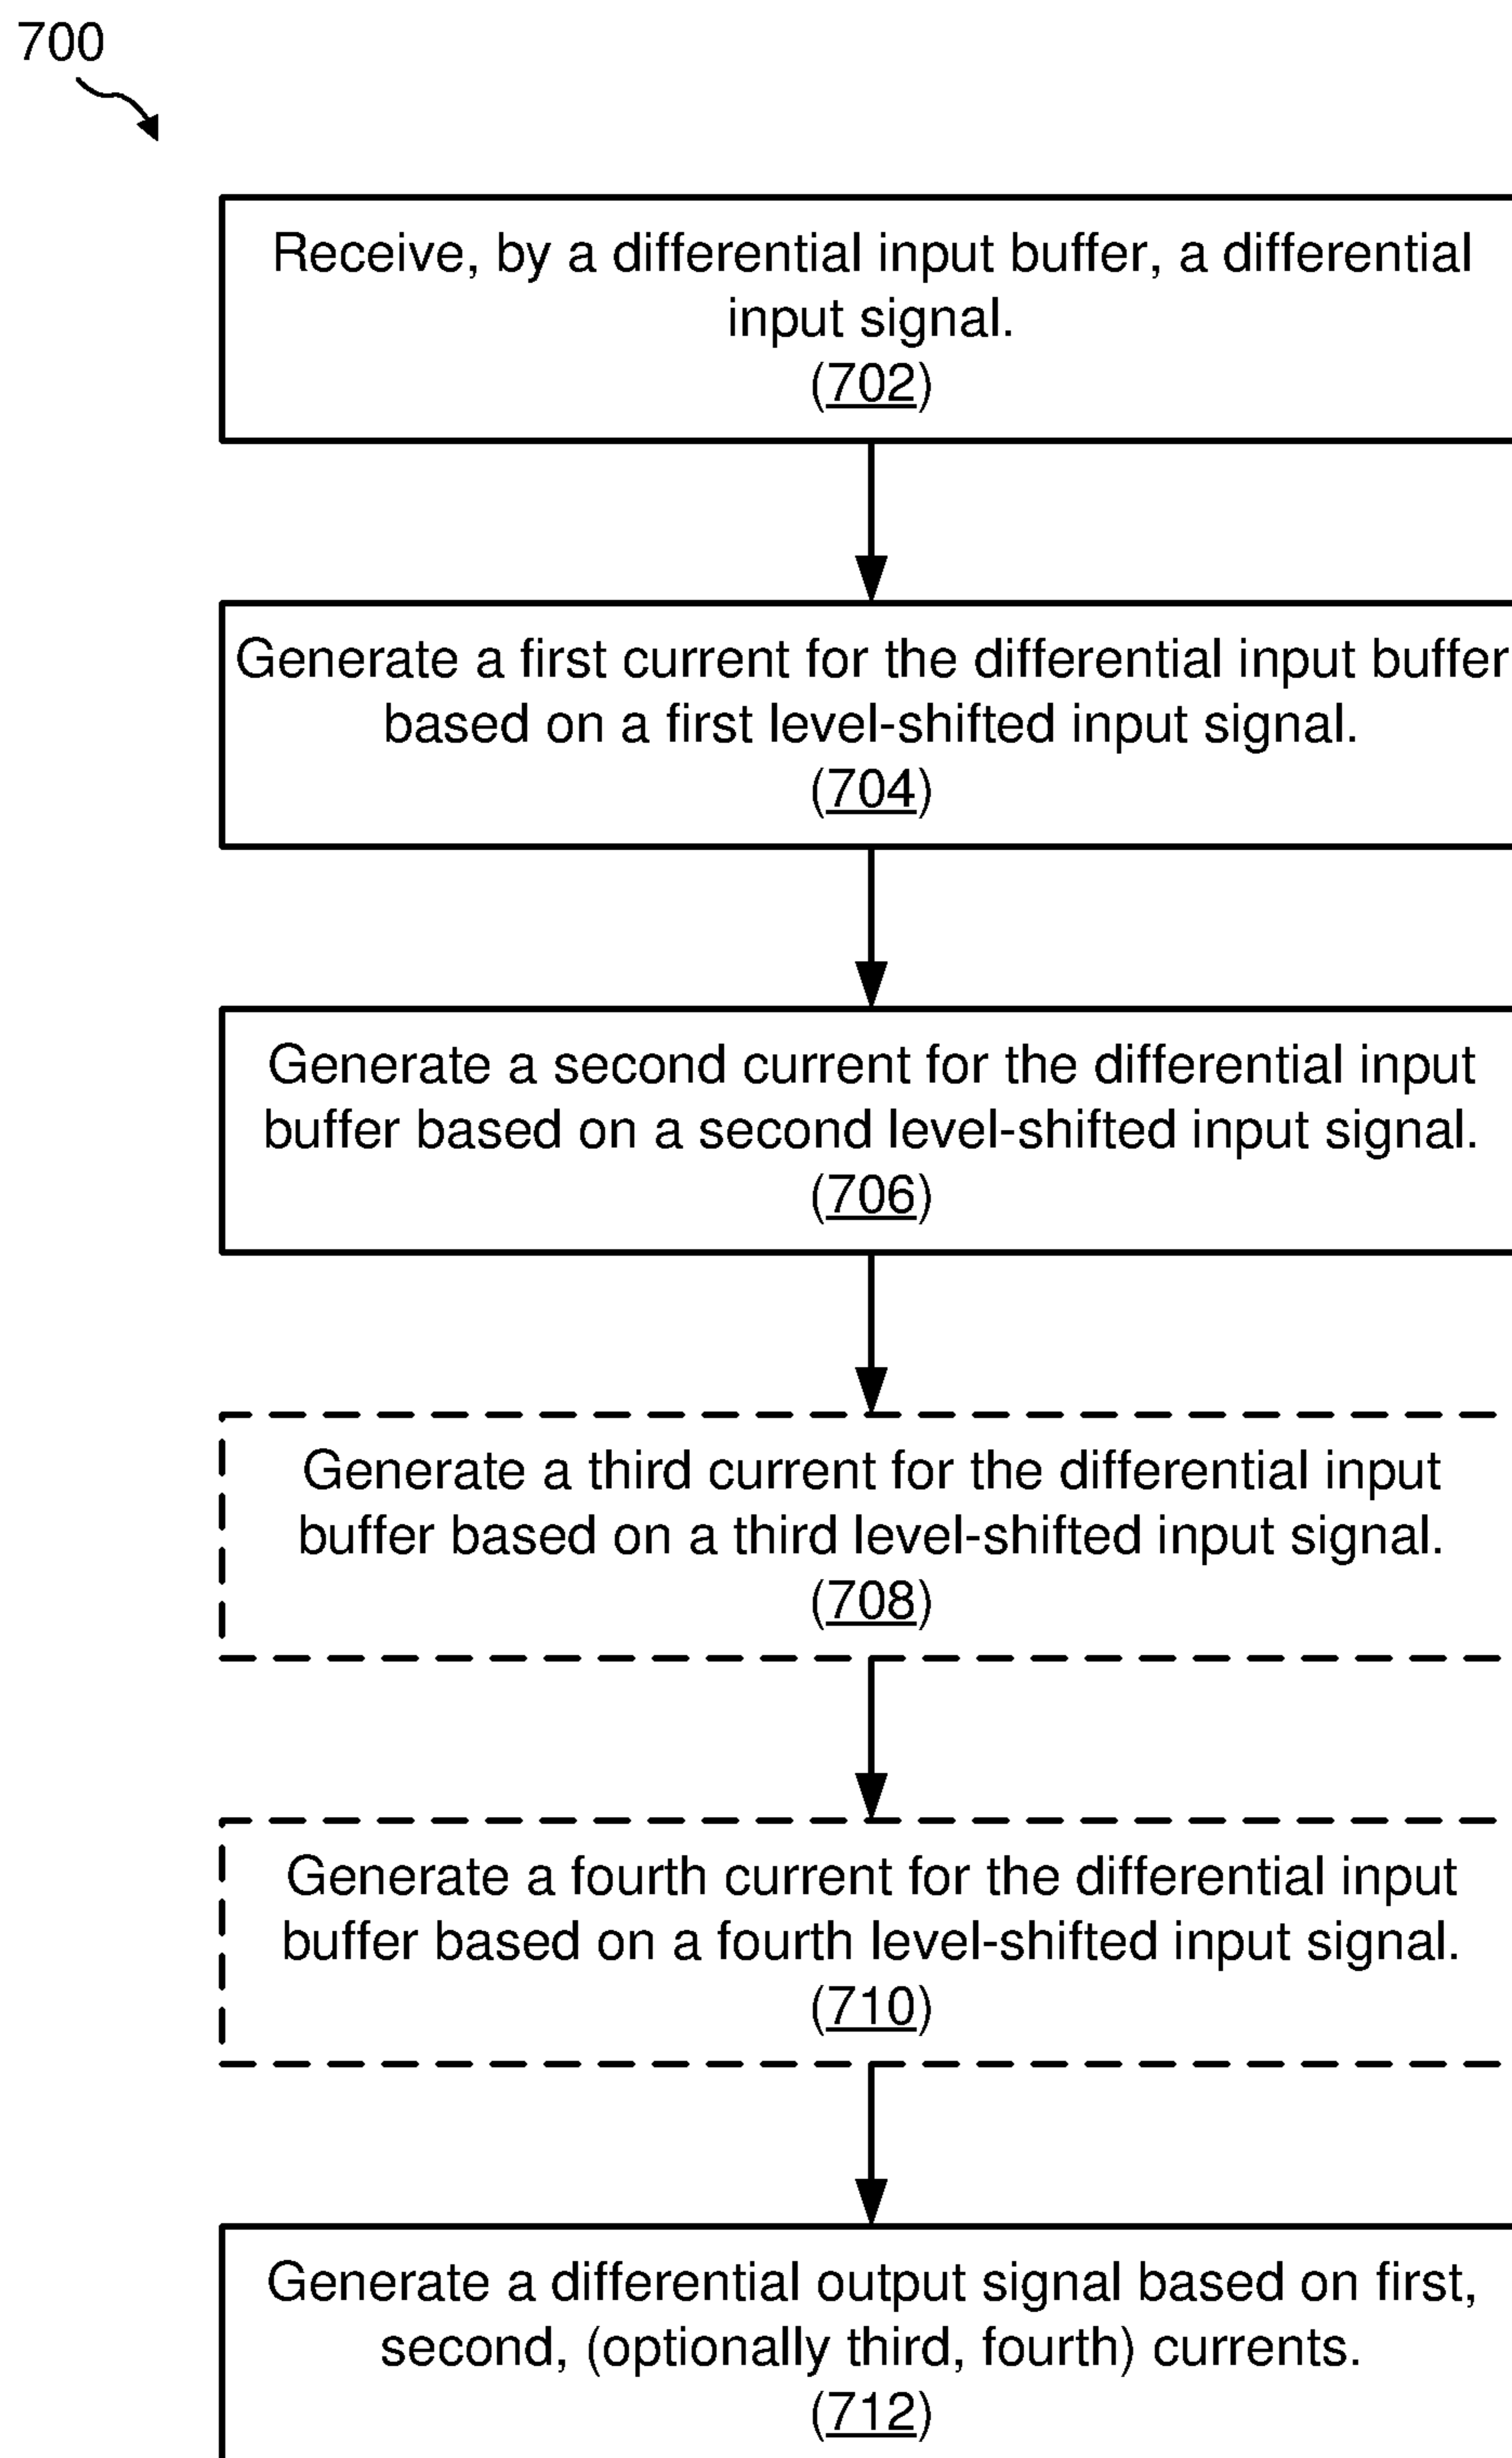 700
Receive, by a differential input buffer, a differential
input signal.
(702)
Generate a first current for the differential input buffer
based on a first level-shifted input signal.
(704)
Generate a second current for the differential input
buffer based on a second level-shifted input signal.
(706)
Generate a third current for the differential input
buffer based on a third level-shifted input signal.
(708)
Generate a fourth current for the differential input
buffer based on a fourth level-shifted input signal.
(710)
Generate a differential output signal based on first,
second, (optionally third, fourth) currents.
(712)